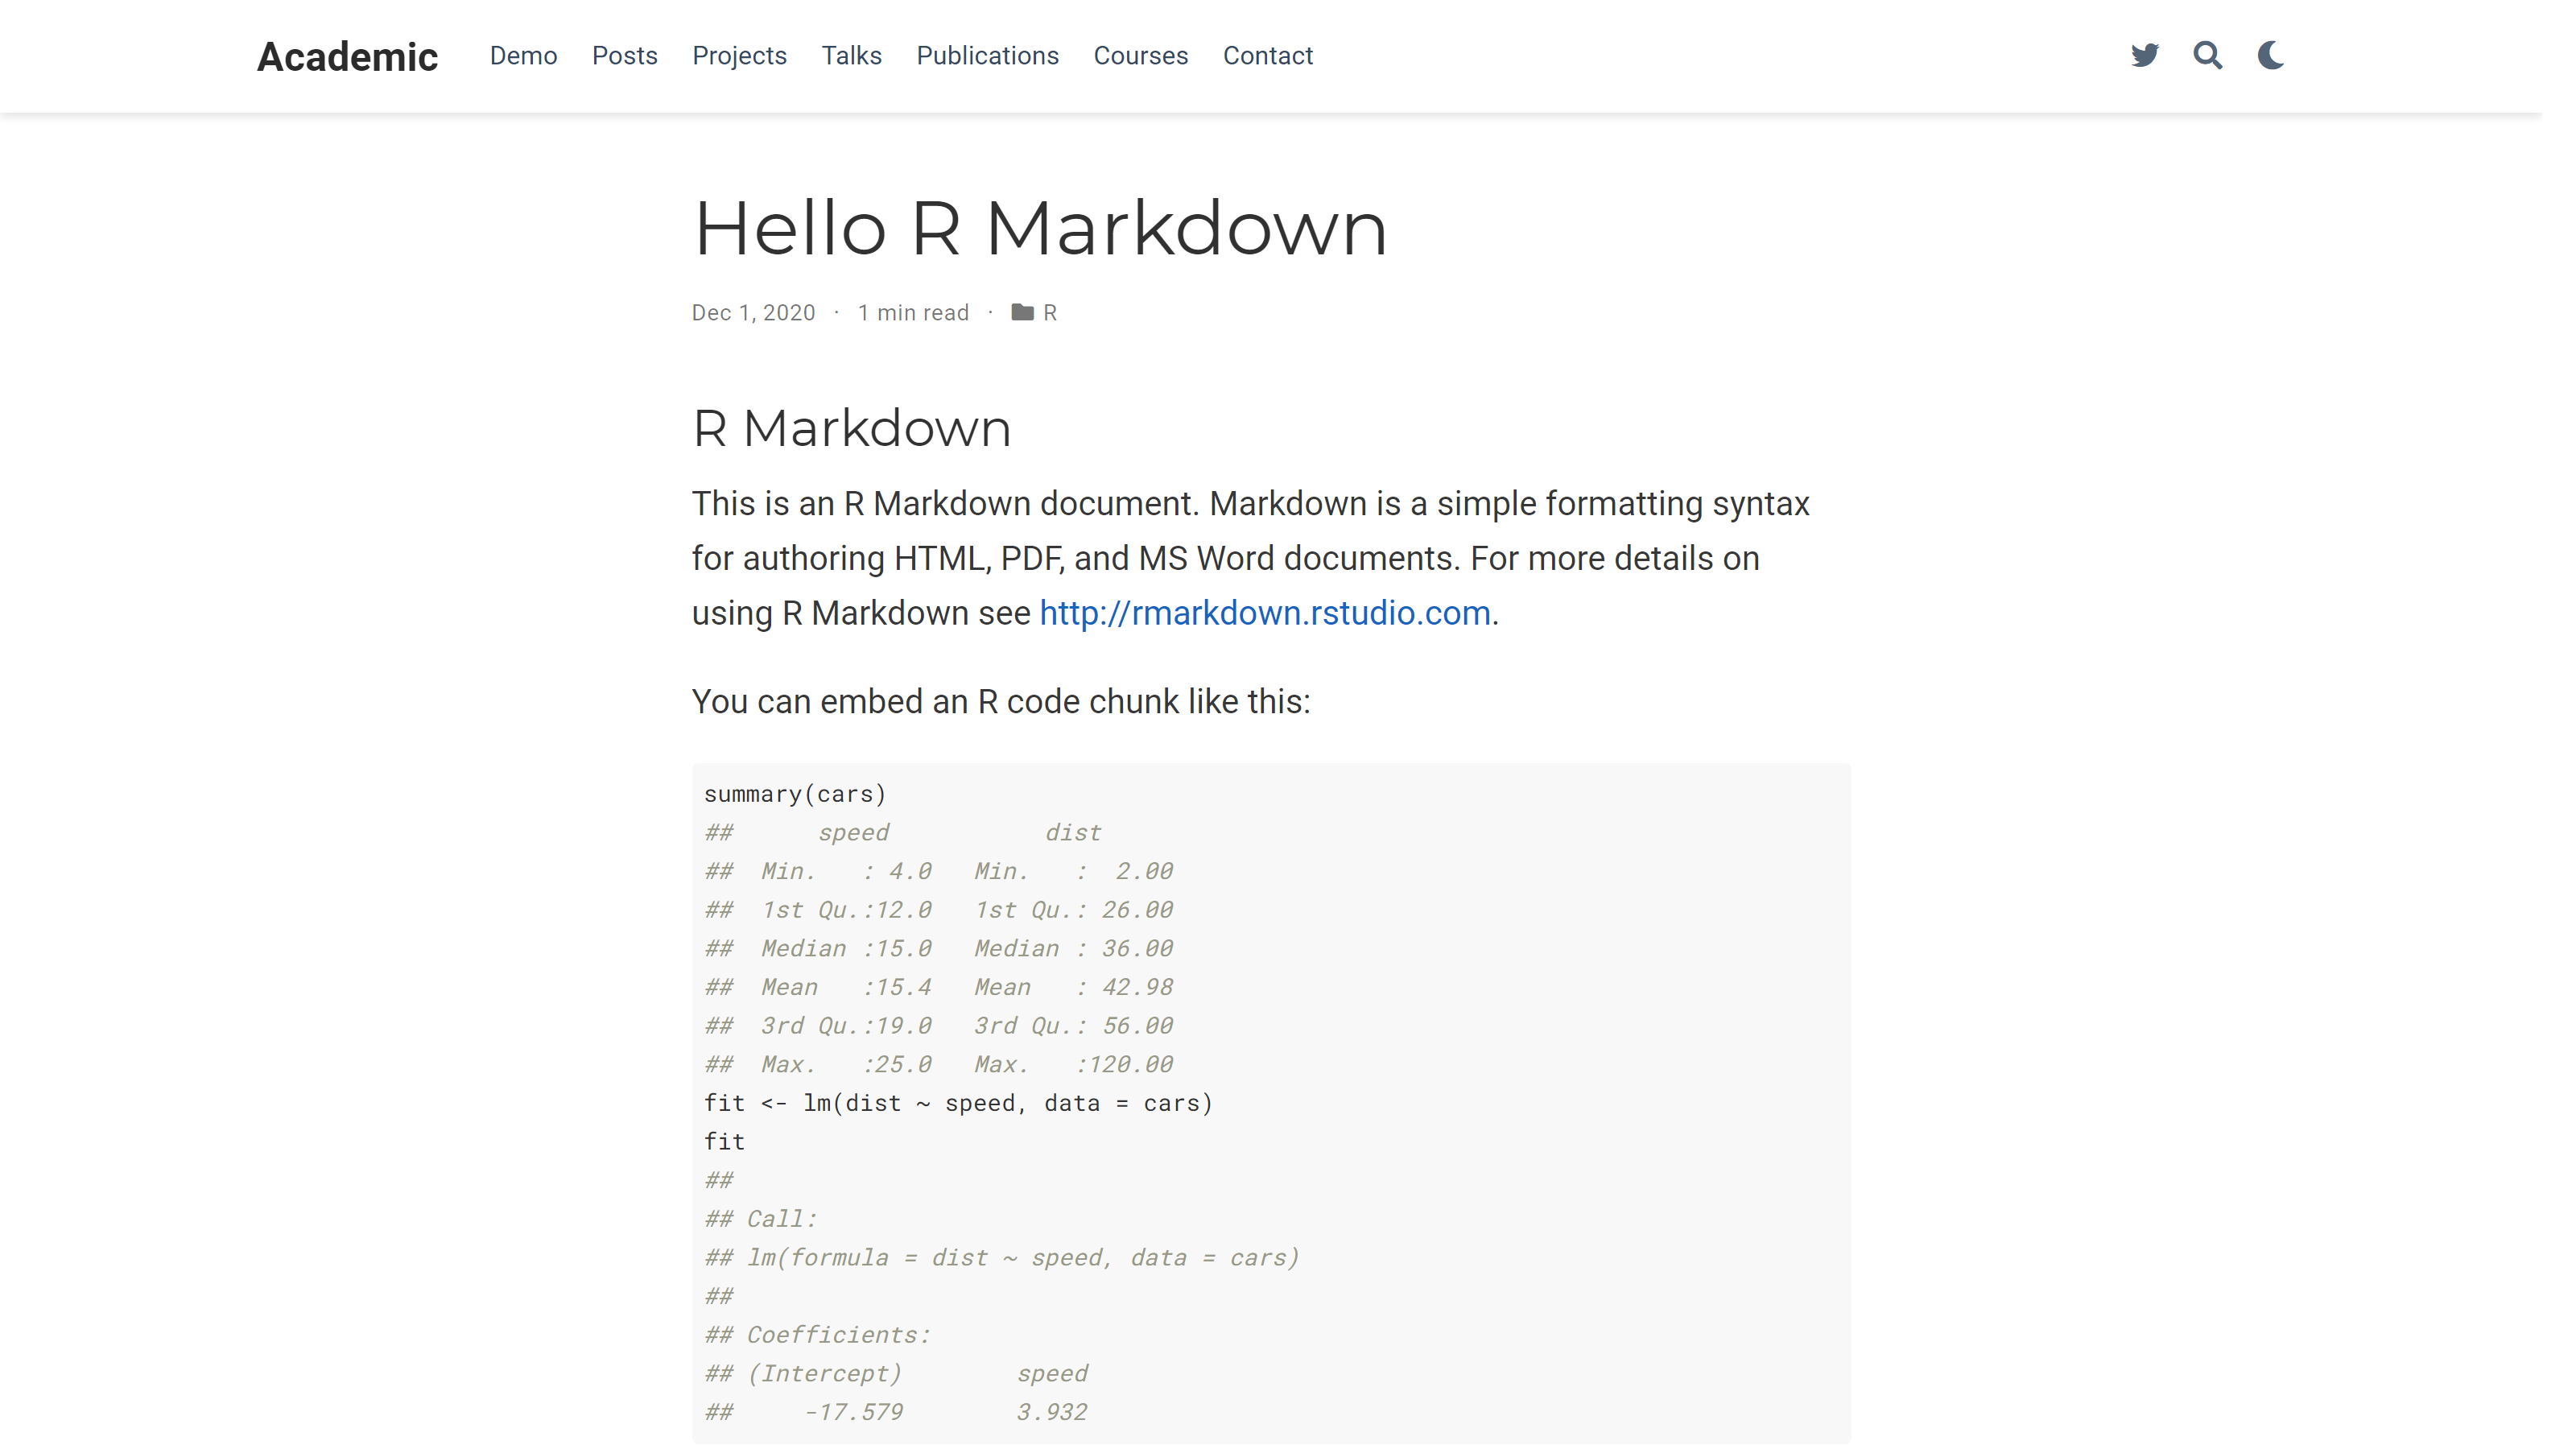 Academic Demo Posts Projects Talks Publications Courses Contact
Hello R Markdown
Dec 1, 2020 · 1 min read · R
R Markdown
This is an R Markdown document. Markdown is a simple formatting syntax
for authoring HTML, PDF, and MS Word documents. For more details on
using R Markdown see http://rmarkdown.rstudio.com.
You can embed an R code chunk like this:
summary(cars)
##      speed           dist
##  Min.   : 4.0   Min.   :  2.00
##  1st Qu.:12.0   1st Qu.: 26.00
##  Median :15.0   Median : 36.00
##  Mean   :15.4   Mean   : 42.98
##  3rd Qu.:19.0   3rd Qu.: 56.00
##  Max.   :25.0   Max.   :120.00
fit <- lm(dist ~ speed, data = cars)
fit
##
## Call:
## lm(formula = dist ~ speed, data = cars)
##
## Coefficients:
## (Intercept)        speed
##     -17.579        3.932